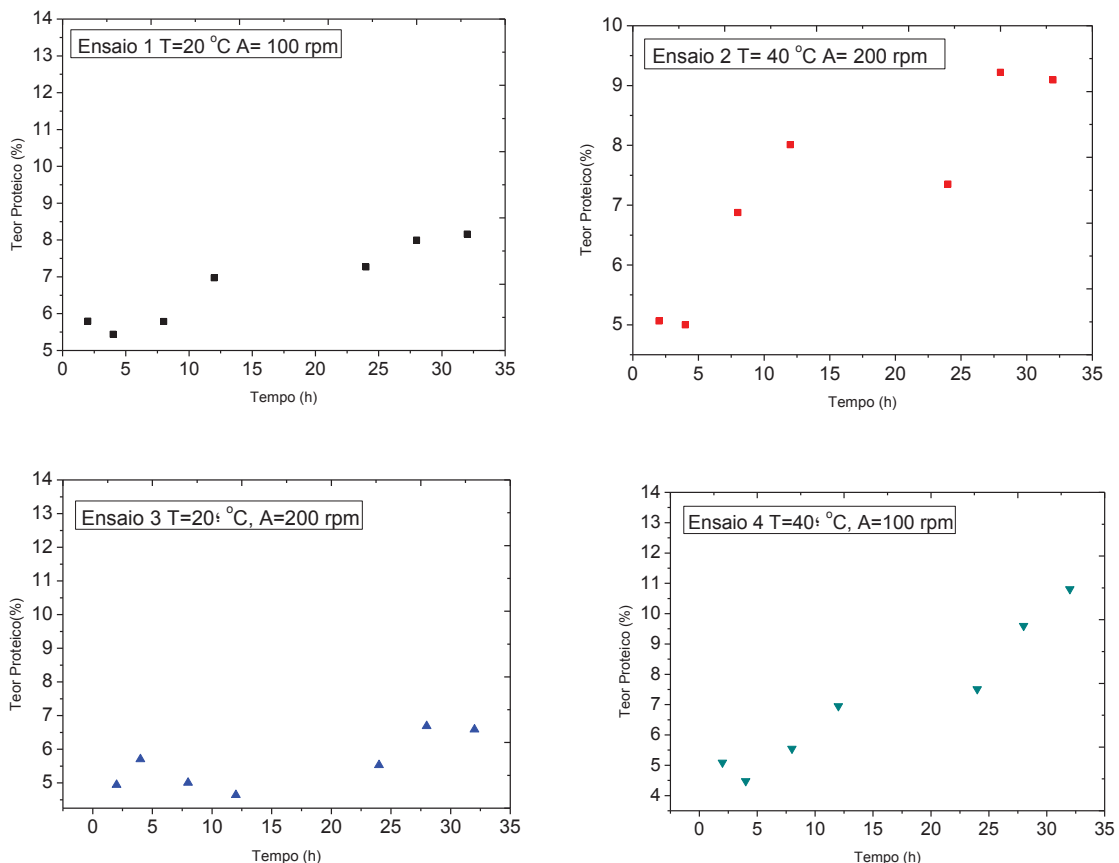 Ensaio 1 T=20 °C A= 100 rpm
Teor Proteico (%)
14
13
12
11
10
9
8
7
6
5
0 5 10 15 20 25 30 35
Tempo (h)
Ensaio 2 T= 40 °C A= 200 rpm
Teor Proteico(%)
10
9
8
7
6
5
0 5 10 15 20 25 30 35
Tempo (h)
Ensaio 3 T=20 °C, A=200 rpm
Teor Proteico(%)
14
13
12
11
10
9
8
7
6
5
0 5 10 15 20 25 30 35
Tempo (h)
Ensaio 4 T=40 °C, A=100 rpm
Teor Proteico (%)
14
13
12
11
10
9
8
7
6
5
4
0 5 10 15 20 25 30 35
Tempo (h)